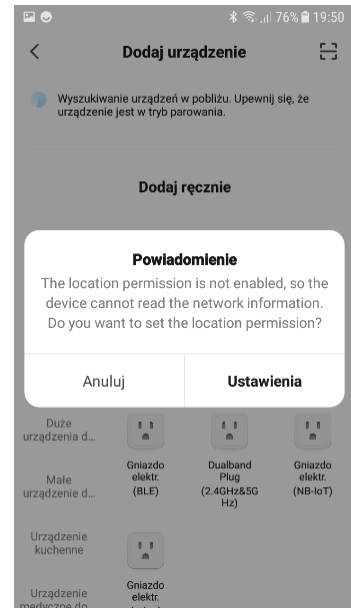 76% 19:50
Dodaj urządzenie
Wyszukiwanie urządzeń w pobliżu. Upewnij się, że
urządzenie jest w tryb parowania.
Dodaj ręcznie
Powiadomienie
The location permission is not enabled, so the
device cannot read the network information.
Do you want to set the location permission?
Anuluj
Ustawienia
Duże
urządzenia d...
Małe
urządzenie d...
Urządzenie
kuchenne
Urządzenie
medyczne do
Gniazdo
elektr.
(BLE)
Dualband
Plug
(2.4GHz&5G
Hz)
Gniazdo
elektr.
(NB-IoT)
Gniazdo
elektr.